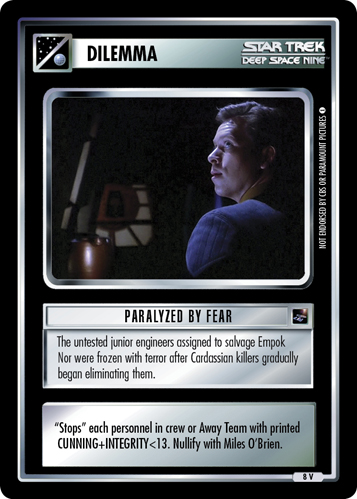 DILEMMA
STAR TREK
DEEP SPACE NINE™
NOT ENDORSED BY CBS OR PARAMOUNT PICTURES
PARALYZED BY FEAR
The untested junior engineers assigned to salvage Empok
Nor were frozen with terror after Cardassian killers gradually
began eliminating them.
“Stops” each personnel in crew or Away Team with printed
CUNNING+INTEGRITY<13. Nullify with Miles O’Brien.
8 V